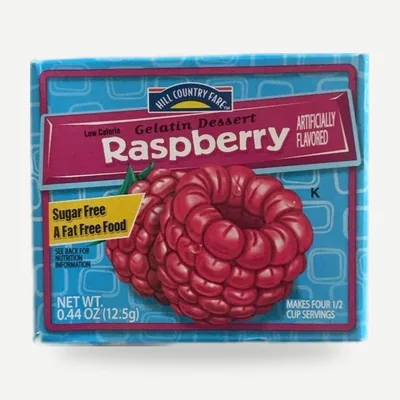 HILL COUNTRY FARE™
Low Calorie
Gelatin Dessert
Raspberry
ARTIFICIALLY
FLAVORED
Sugar Free
A Fat Free Food
SEE BACK FOR
NUTRITION
INFORMATION
K
NET WT.
0.44 OZ (12.5g)
MAKES FOUR 1/2
CUP SERVINGS